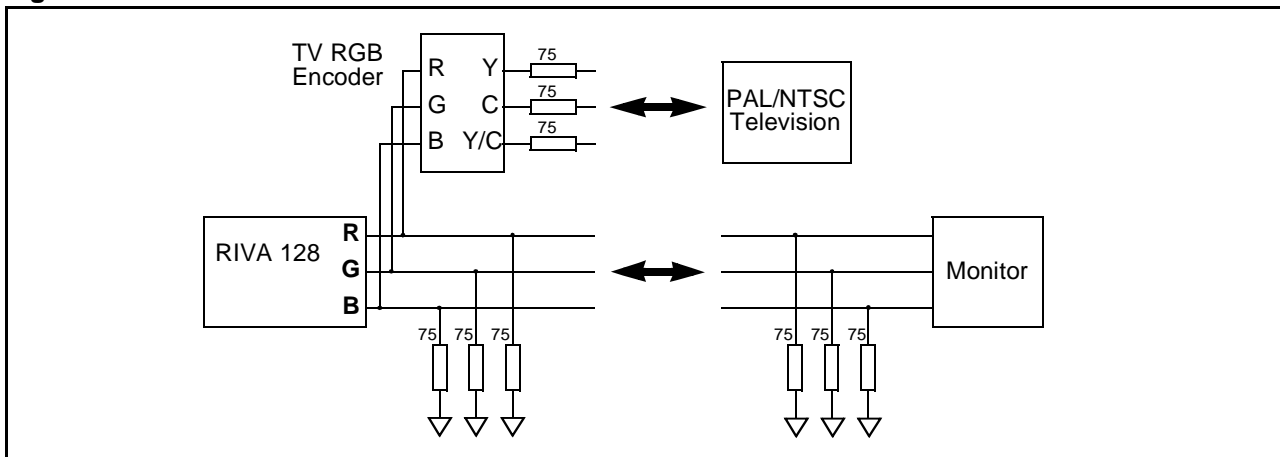 TV RGB
Encoder
R Y
G C
B Y/C
75
75
75
PAL/NTSC
Television
RIVA 128
R
G
B
75 75 75
75 75 75
Monitor